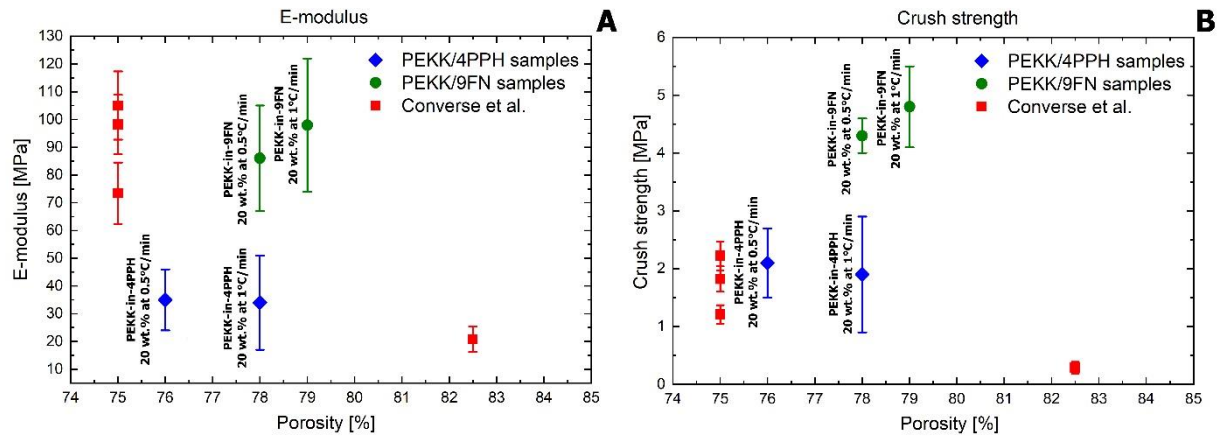 E-modulus
A
130
120
110
100
90
80
70
60
50
40
30
20
10
E-modulus [MPa]
PEKK/4PPH samples
PEKK/9FN samples
Converse et al.
PEKK-in-4PPH
20 wt.% at 0.5°C/min
PEKK-in-9FN
20 wt.% at 0.5°C/min
PEKK-in-9FN
20 wt.% at 1°C/min
PEKK-in-4PPH
20 wt.% at 1°C/min
74 75 76 77 78 79 80 81 82 83 84 85
Porosity [%]
Crush strength
B
6
5
4
3
2
1
0
Crush strength [MPa]
PEKK/4PPH samples
PEKK/9FN samples
Converse et al.
PEKK-in-4PPH
20 wt.% at 0.5°C/min
PEKK-in-9FN
20 wt.% at 0.5°C/min
PEKK-in-9FN
20 wt.% at 1°C/min
PEKK-in-4PPH
20 wt.% at 1°C/min
74 75 76 77 78 79 80 81 82 83 84 85
Porosity [%]